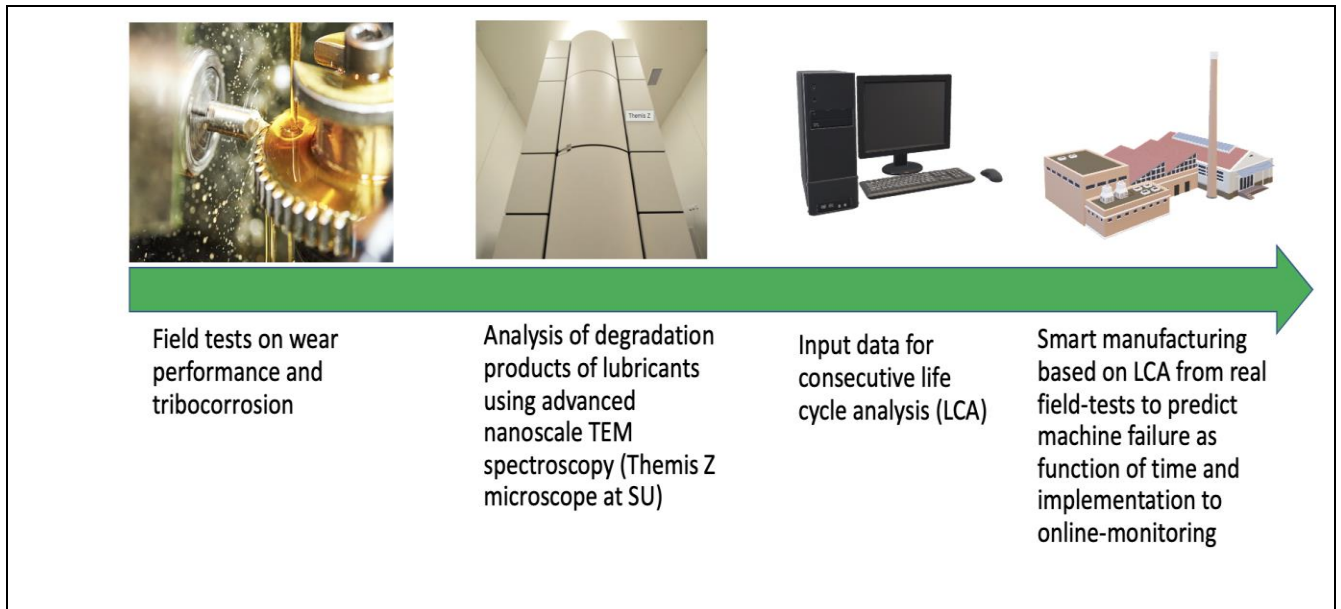 Themis Z
Field tests on wear
performance and
tribocorrosion
Analysis of degradation
products of lubricants
using advanced
nanoscale TEM
spectroscopy (Themis Z
microscope at SU)
Input data for
consecutive life
cycle analysis (LCA)
Smart manufacturing
based on LCA from real
field-tests to predict
machine failure as
function of time and
implementation to
online-monitoring